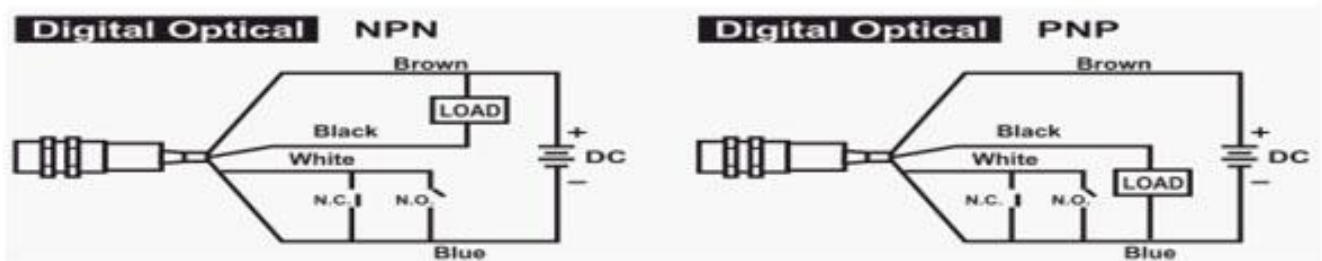 Digital Optical NPN
Brown
LOAD
Black
White
N.C.
N.O.
Blue
+
DC
−
Digital Optical PNP
Brown
Black
White
N.C.
N.O.
LOAD
Blue
+
DC
−